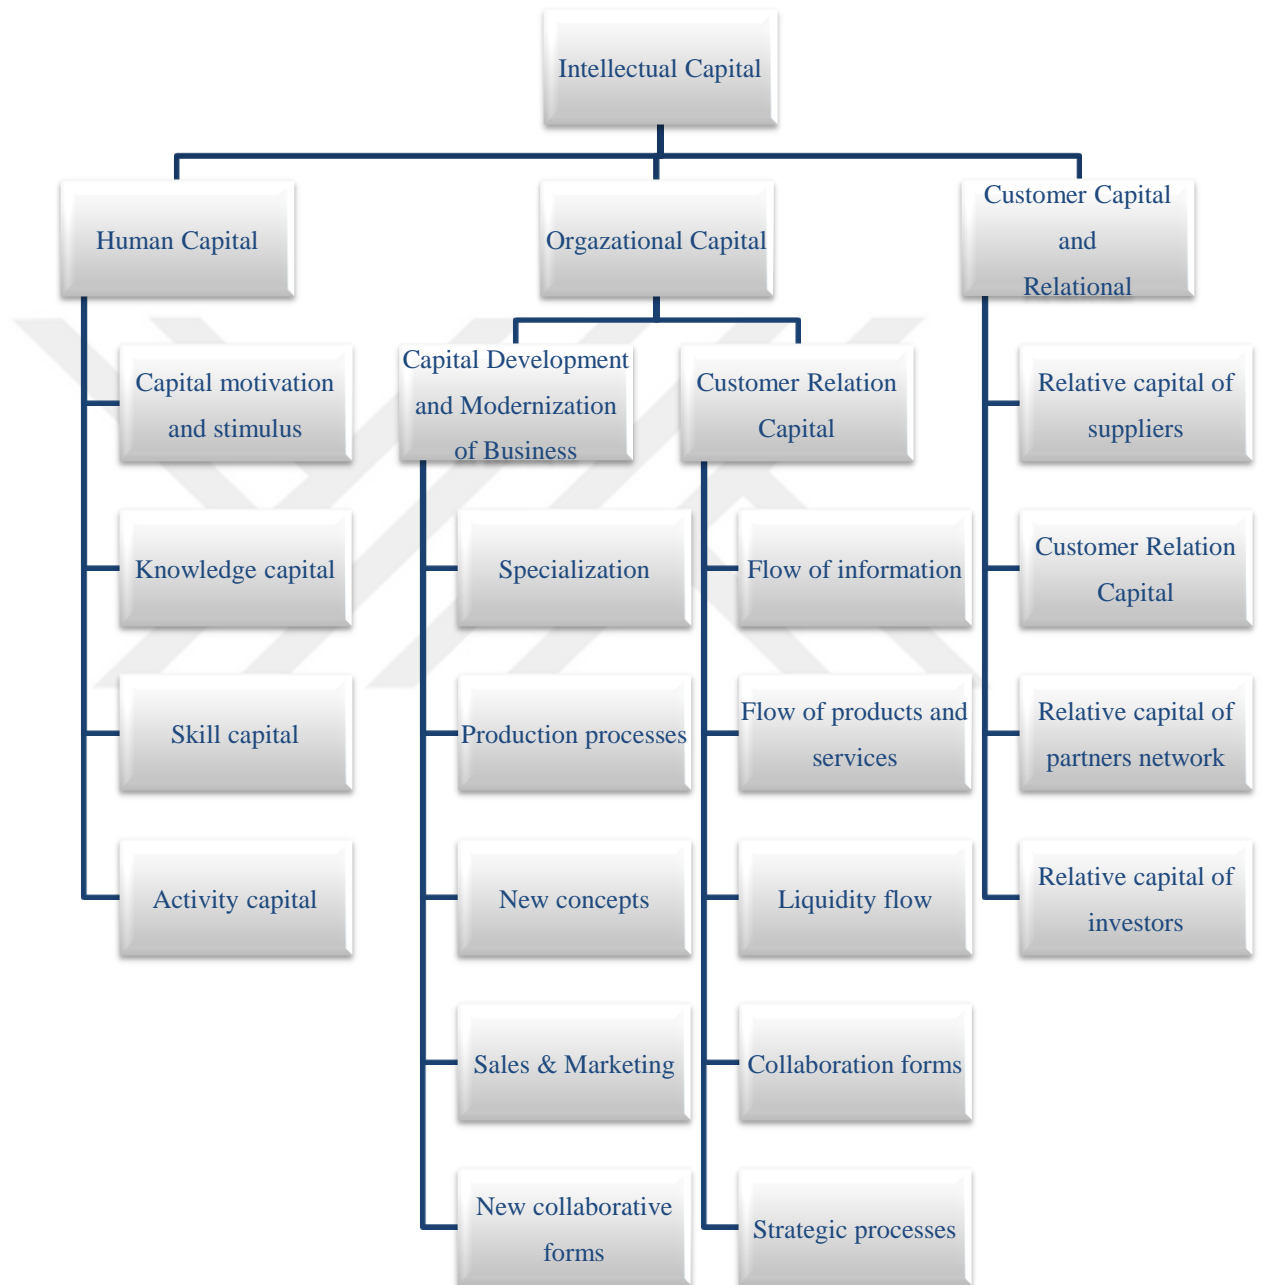 Intellectual Capital
Human Capital
Orgazational Capital
Customer Capital
and
Relational
Capital motivation
and stimulus
Knowledge capital
Skill capital
Activity capital
Capital Development
and Modernization
of Business
Specialization
Production processes
New concepts
Sales & Marketing
New collaborative
forms
Customer Relation
Capital
Flow of information
Flow of products and
services
Liquidity flow
Collaboration forms
Strategic processes
Relative capital of
suppliers
Customer Relation
Capital
Relative capital of
partners network
Relative capital of
investors